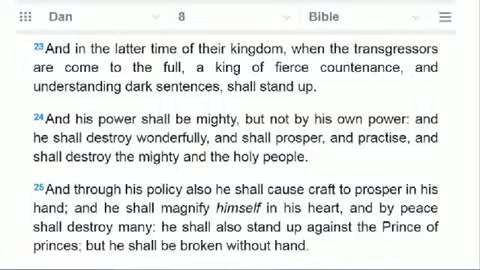 Dan 8 Bible
23And in the latter time of their kingdom, when the transgressors
are come to the full, a king of fierce countenance, and
understanding dark sentences, shall stand up.
24And his power shall be mighty, but not by his own power: and
he shall destroy wonderfully, and shall prosper, and practise, and
shall destroy the mighty and the holy people.
25And through his policy also he shall cause craft to prosper in his
hand; and he shall magnify himself in his heart, and by peace
shall destroy many: he shall also stand up against the Prince of
princes; but he shall be broken without hand.